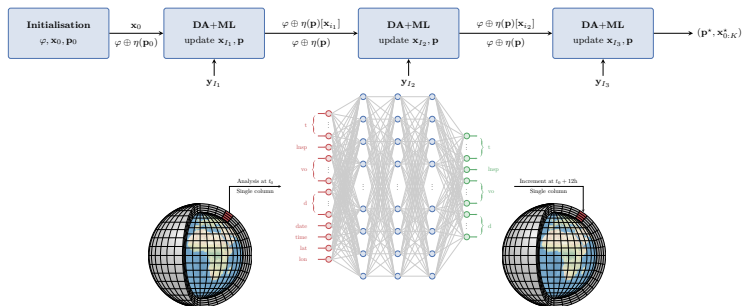 Initialisation
φ, x₀, p₀
x₀
φ ⊕ η(p₀)
DA+ML
update x_{I₁}, p
φ ⊕ η(p)[x_{i₁}]
φ ⊕ η(p)
DA+ML
update x_{I₂}, p
φ ⊕ η(p)[x_{i₂}]
φ ⊕ η(p)
DA+ML
update x_{I₃}, p
(p*, x*_{0:K})
y_{I₁}
y_{I₂}
y_{I₃}
t
lnsp
vo
d
date
time
lat
lon
t
lnsp
vo
d
Analysis at t₀
Single column
Increment at t₀ + 12h
Single column